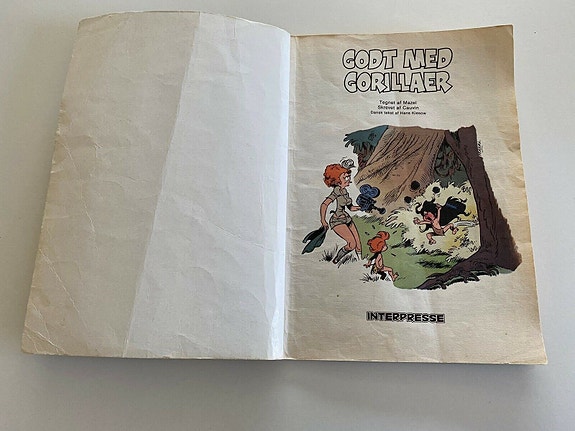 GODT MED
GORILLAER
Tegnet af Mazel
Skrevet af Cauvin
Dansk tekst af Hans Kiesow
INTERPRESSE